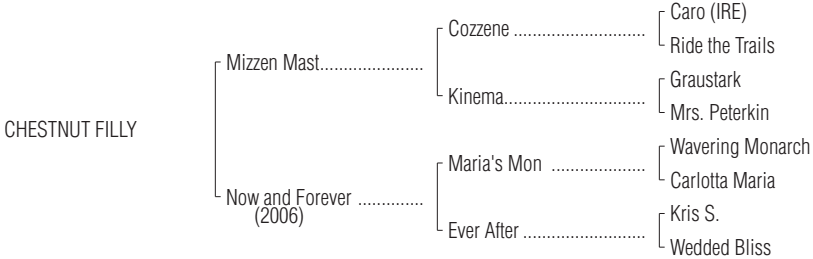 Caro (IRE)
Cozzene ............................
Ride the Trails
Mizzen Mast......................
Graustark
Kinema..............................
Mrs. Peterkin
CHESTNUT FILLY
Wavering Monarch
Maria's Mon ....................
Carlotta Maria
Now and Forever ..............
(2006)
Kris S.
Ever After ..........................
Wedded Bliss